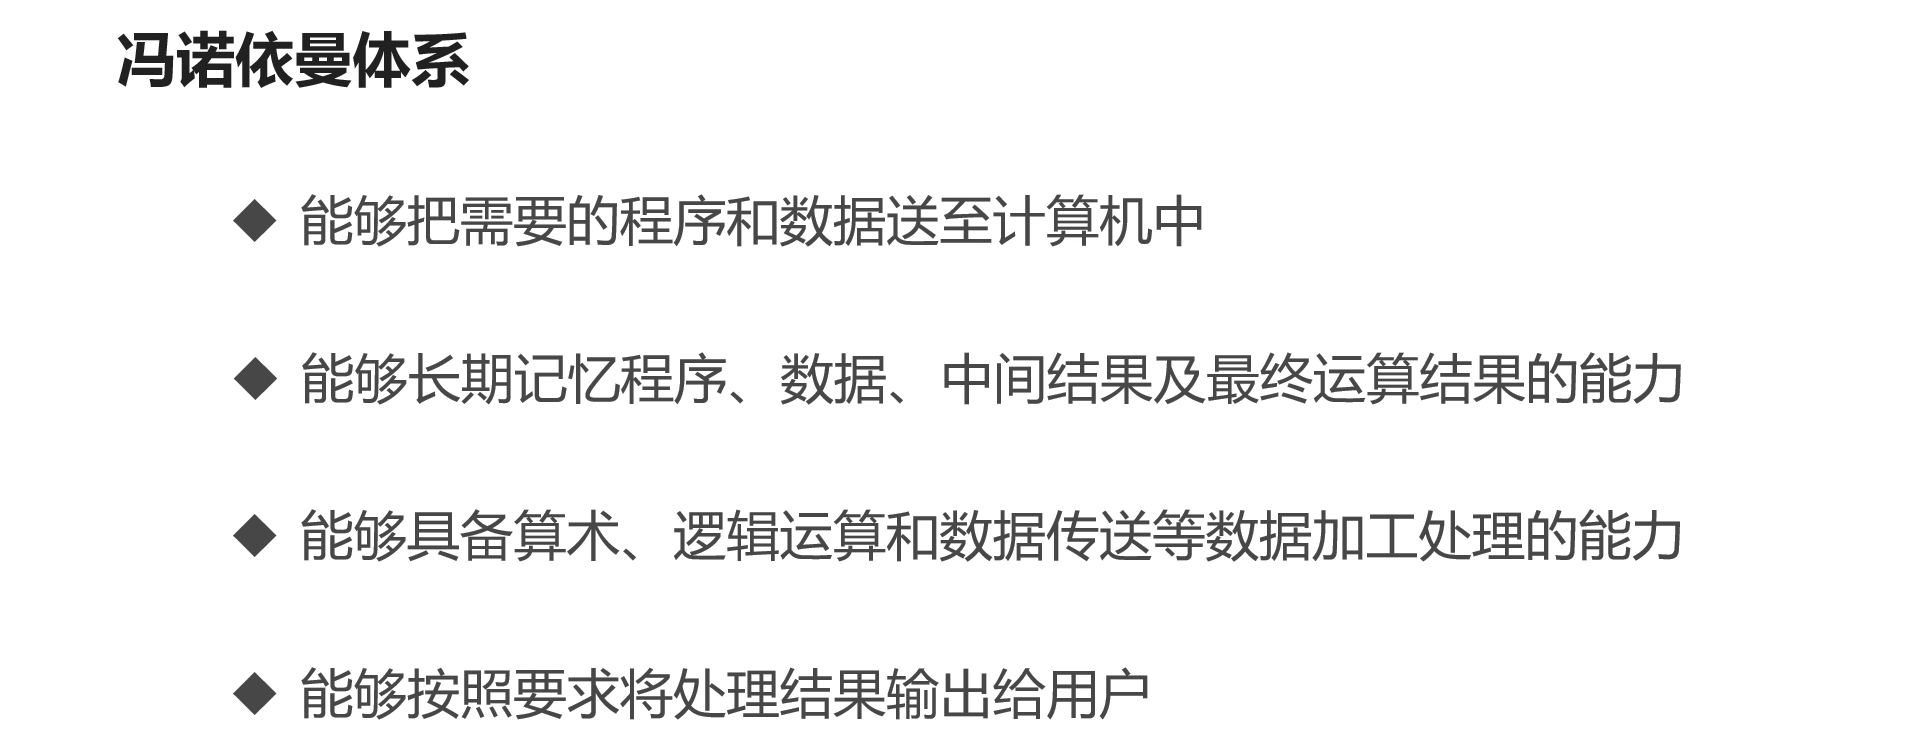 冯诺依曼体系
◆ 能够把需要的程序和数据送至计算机中
◆ 能够长期记忆程序、数据、中间结果及最终运算结果的能力
◆ 能够具备算术、逻辑运算和数据传送等数据加工处理的能力
◆ 能够按照要求将处理结果输出给用户